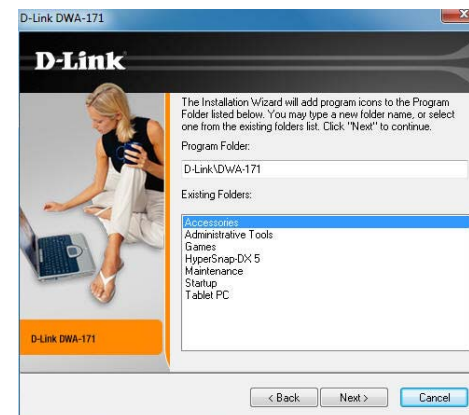 D-Link DWA-171
D-Link
The Installation Wizard will add program icons to the Program
Folder listed below. You may type a new folder name, or select
one from the existing folders list. Click "Next" to continue.
Program Folder:
D-Link\DWA-171
Existing Folders:
Accessories
Administrative Tools
Games
HyperSnap-DX 5
Maintenance
Startup
Tablet PC
D-Link DWA-171
< Back
Next >
Cancel